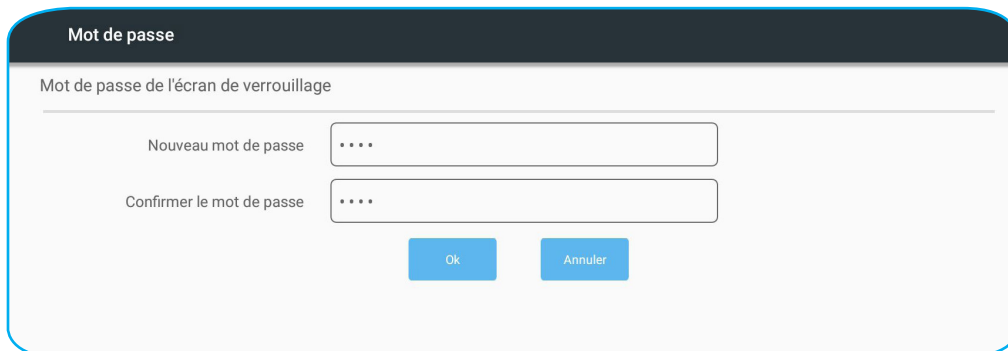 Mot de passe
Mot de passe de l'écran de verrouillage
Nouveau mot de passe ••••
Confirmer le mot de passe ••••
Ok Annuler